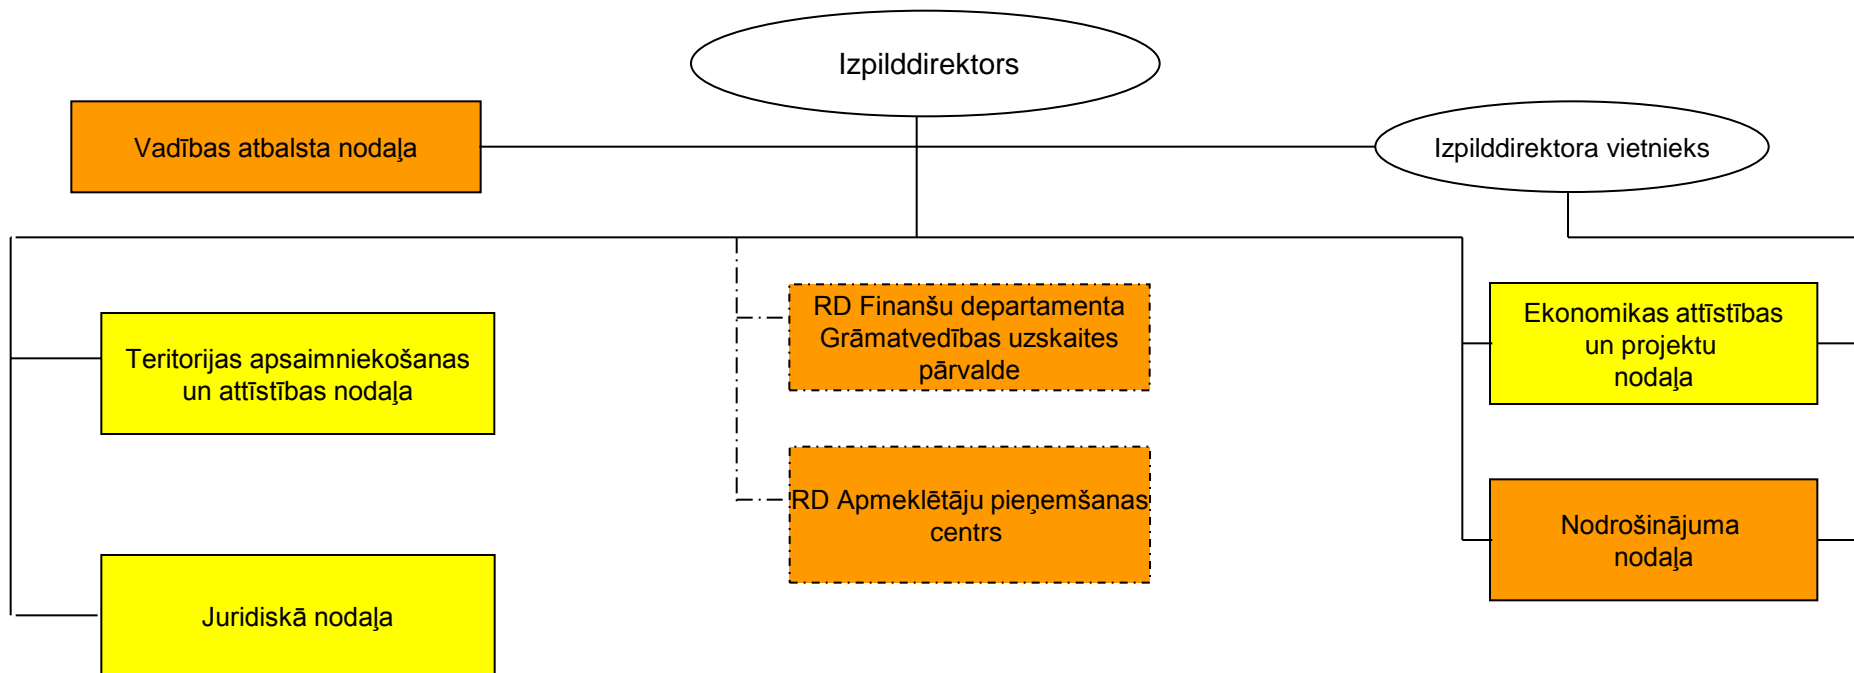 Izpilddirektors
Vadības atbalsta nodaļa
Izpilddirektora vietnieks
RD Finanšu departamenta
Grāmatvedības uzskaites
pārvalde
Ekonomikas attīstības
un projektu
nodaļa
Teritorijas apsaimniekošanas
un attīstības nodaļa
RD Apmeklētāju pieņemšanas
centrs
Nodrošinājuma
nodaļa
Juridiskā nodaļa